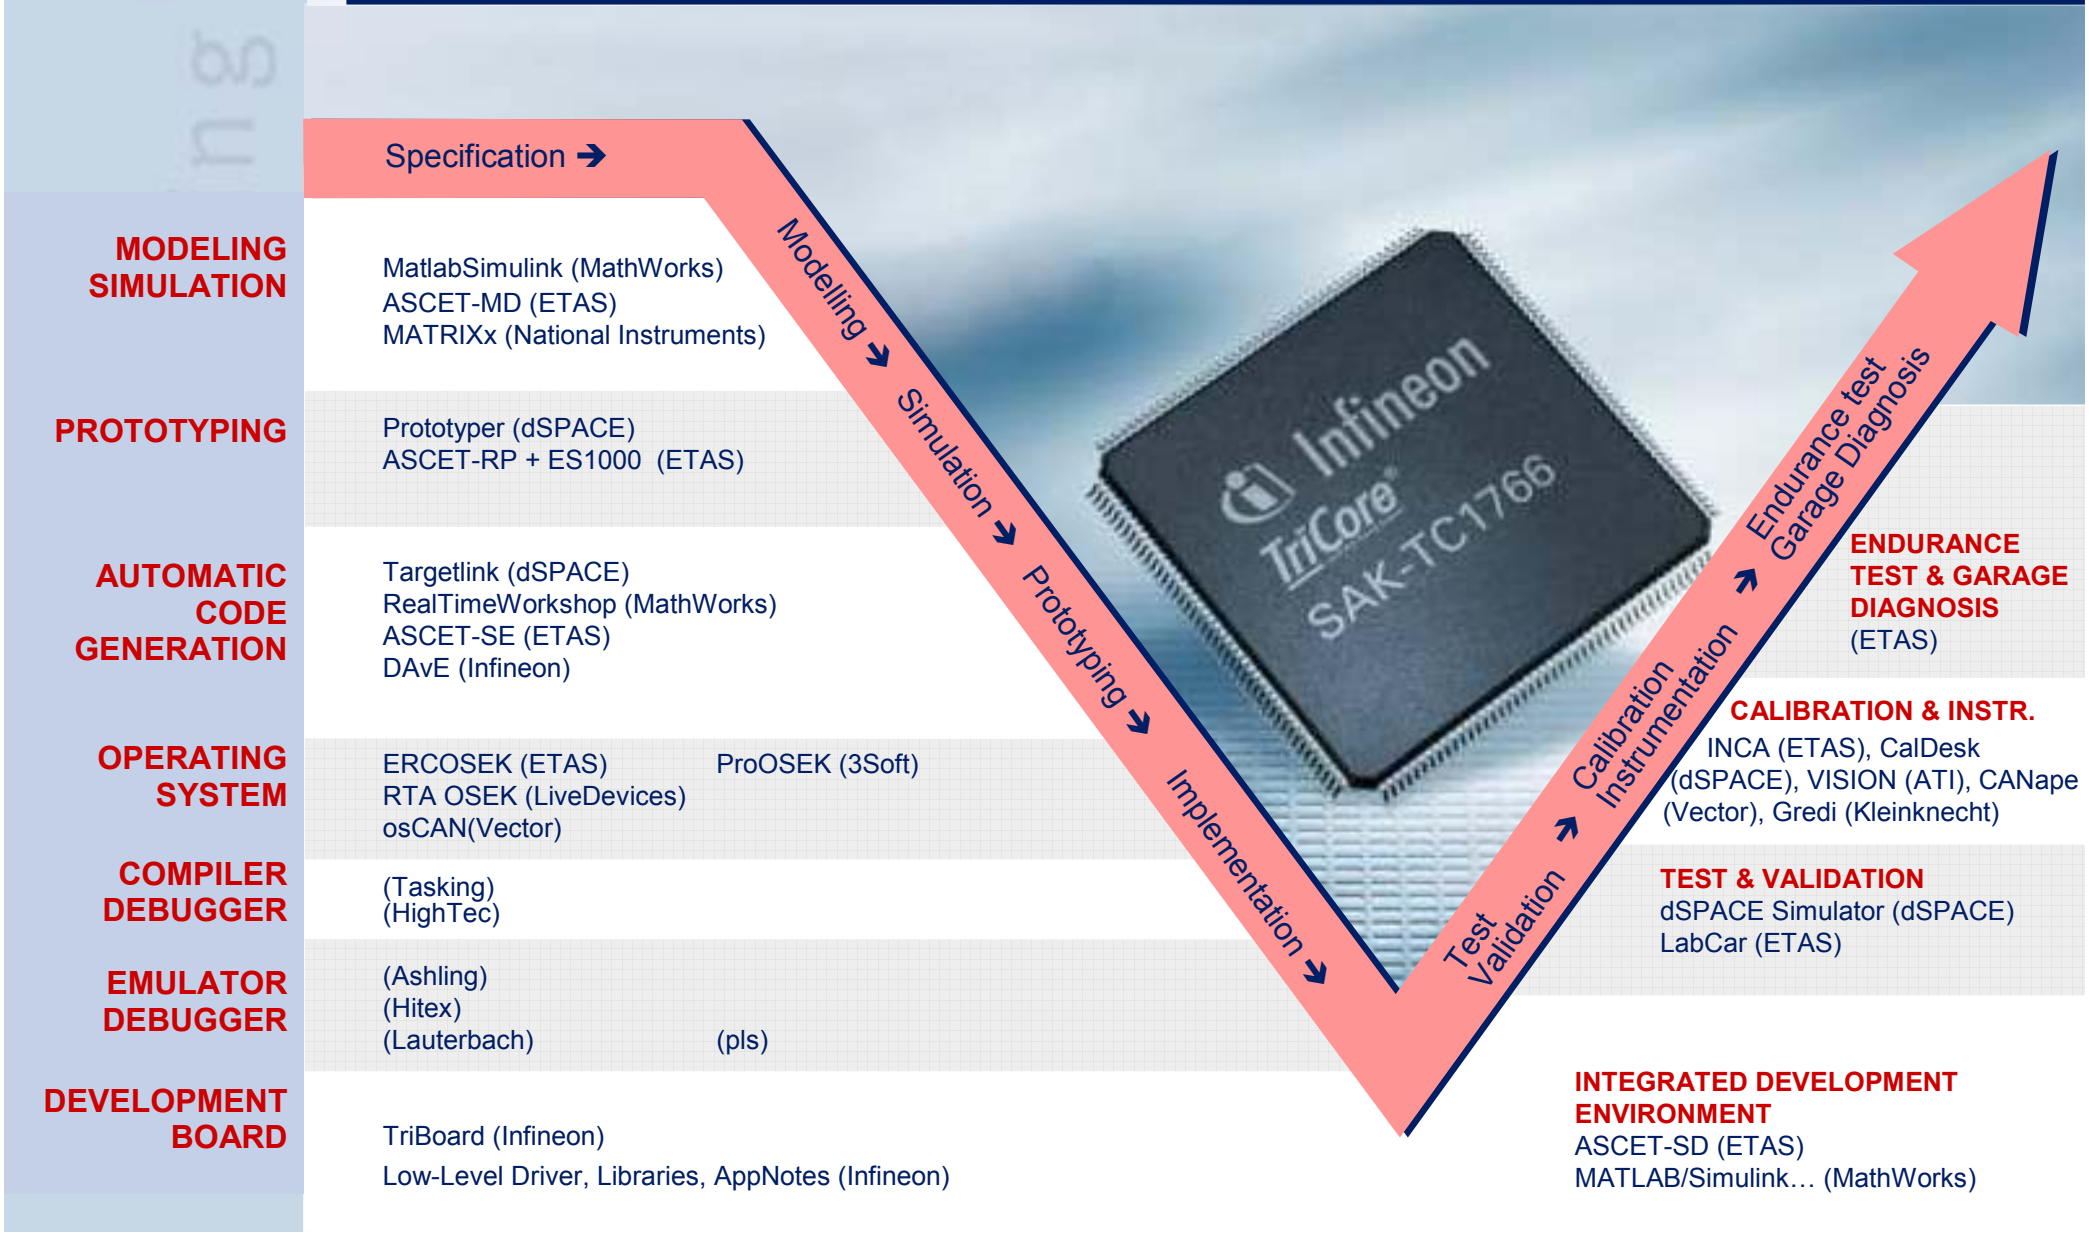 ing
Specification ➔
Modelling ➔
Simulation ➔
Prototyping ➔
Implementation ➔
Test
Validation ➔
Calibration
Instrumentation ➔
Endurance test
Garage Diagnosis
Infineon
TriCore®
SAK-TC1766
MODELING
SIMULATION
MatlabSimulink (MathWorks)
ASCET-MD (ETAS)
MATRIXx (National Instruments)
PROTOTYPING
Prototyper (dSPACE)
ASCET-RP + ES1000 (ETAS)
AUTOMATIC
CODE
GENERATION
Targetlink (dSPACE)
RealTimeWorkshop (MathWorks)
ASCET-SE (ETAS)
DAvE (Infineon)
OPERATING
SYSTEM
ERCOSEK (ETAS) ProOSEK (3Soft)
RTA OSEK (LiveDevices)
osCAN(Vector)
COMPILER
DEBUGGER
(Tasking)
(HighTec)
EMULATOR
DEBUGGER
(Ashling)
(Hitex)
(Lauterbach) (pls)
DEVELOPMENT
BOARD
TriBoard (Infineon)
Low-Level Driver, Libraries, AppNotes (Infineon)
ENDURANCE
TEST & GARAGE
DIAGNOSIS
(ETAS)
CALIBRATION & INSTR.
INCA (ETAS), CalDesk
(dSPACE), VISION (ATI), CANape
(Vector), Gredi (Kleinknecht)
TEST & VALIDATION
dSPACE Simulator (dSPACE)
LabCar (ETAS)
INTEGRATED DEVELOPMENT
ENVIRONMENT
ASCET-SD (ETAS)
MATLAB/Simulink… (MathWorks)